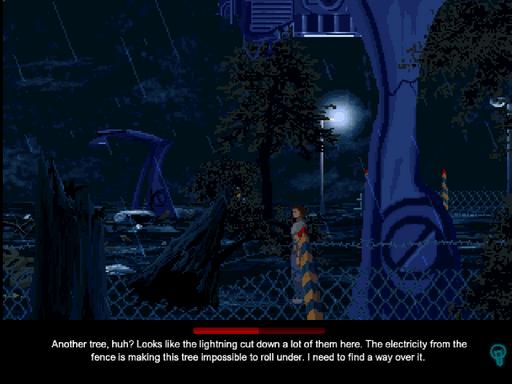 Another tree, huh? Looks like the lightning cut down a lot of them here. The electricity from the
fence is making this tree impossible to roll under. I need to find a way over it.